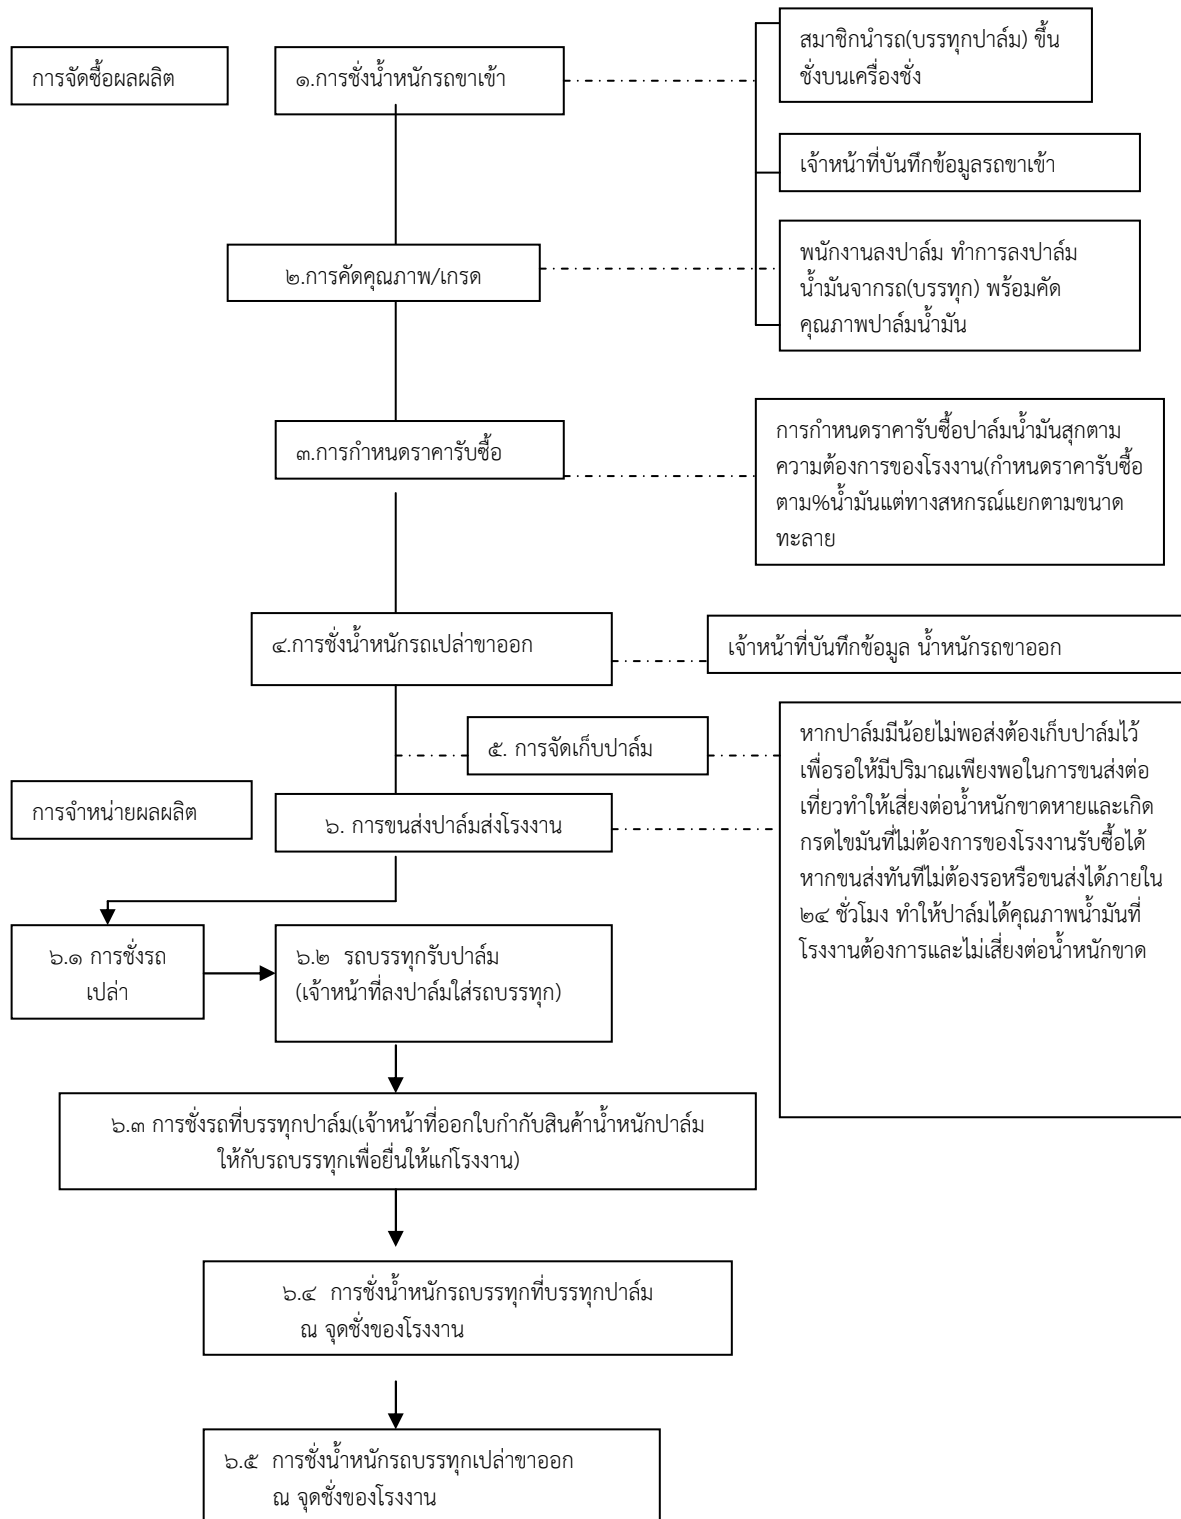 การจัดซื้อผลผลิต
๑.การชั่งน้ำหนักรถขาเข้า
สมาชิกนำรถ(บรรทุกปาล์ม) ขึ้น
ชั่งบนเครื่องชั่ง
เจ้าหน้าที่บันทึกข้อมูลรถขาเข้า
๒.การคัดคุณภาพ/เกรด
พนักงานลงปาล์ม ทำการลงปาล์ม
น้ำมันจากรถ(บรรทุก) พร้อมคัด
คุณภาพปาล์มน้ำมัน
๓.การกำหนดราคารับซื้อ
การกำหนดราคารับซื้อปาล์มน้ำมันสุกตาม
ความต้องการของโรงงาน(กำหนดราคารับซื้อ
ตาม%น้ำมันแต่ทางสหกรณ์แยกตามขนาด
ทะลาย
๔.การชั่งน้ำหนักรถเปล่าขาออก
เจ้าหน้าที่บันทึกข้อมูล น้ำหนักรถขาออก
๕. การจัดเก็บปาล์ม
หากปาล์มมีน้อยไม่พอส่งต้องเก็บปาล์มไว้
เพื่อรอให้มีปริมาณเพียงพอในการขนส่งต่อ
เที่ยวทำให้เสี่ยงต่อน้ำหนักขาดหายและเกิด
กรดไขมันที่ไม่ต้องการของโรงงานรับซื้อได้
หากขนส่งทันทีไม่ต้องรอหรือขนส่งได้ภายใน
๒๔ ชั่วโมง ทำให้ปาล์มได้คุณภาพน้ำมันที่
โรงงานต้องการและไม่เสี่ยงต่อน้ำหนักขาด
การจำหน่ายผลผลิต
๖. การขนส่งปาล์มส่งโรงงาน
๖.๑ การชั่งรถ
เปล่า
๖.๒ รถบรรทุกรับปาล์ม
(เจ้าหน้าที่ลงปาล์มใส่รถบรรทุก)
๖.๓ การชั่งรถที่บรรทุกปาล์ม(เจ้าหน้าที่ออกใบกำกับสินค้าน้ำหนักปาล์ม
ให้กับรถบรรทุกเพื่อยื่นให้แก่โรงงาน)
๖.๔ การชั่งน้ำหนักรถบรรทุกที่บรรทุกปาล์ม
ณ จุดชั่งของโรงงาน
๖.๕ การชั่งน้ำหนักรถบรรทุกเปล่าขาออก
ณ จุดชั่งของโรงงาน